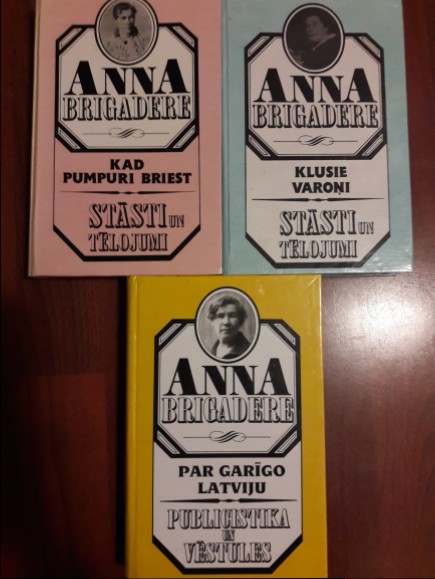 ANNA
BRIGADERE
KAD
PUMPURI BRIEST
STĀSTI UN
TĒLOJUMI
ANNA
BRIGADERE
KLUSIE
VAROŅI
STĀSTI UN
TĒLOJUMI
ANNA
BRIGADERE
PAR GARĪGO
LATVIJU
PUBLICISTIKA
UN
VĒSTULES